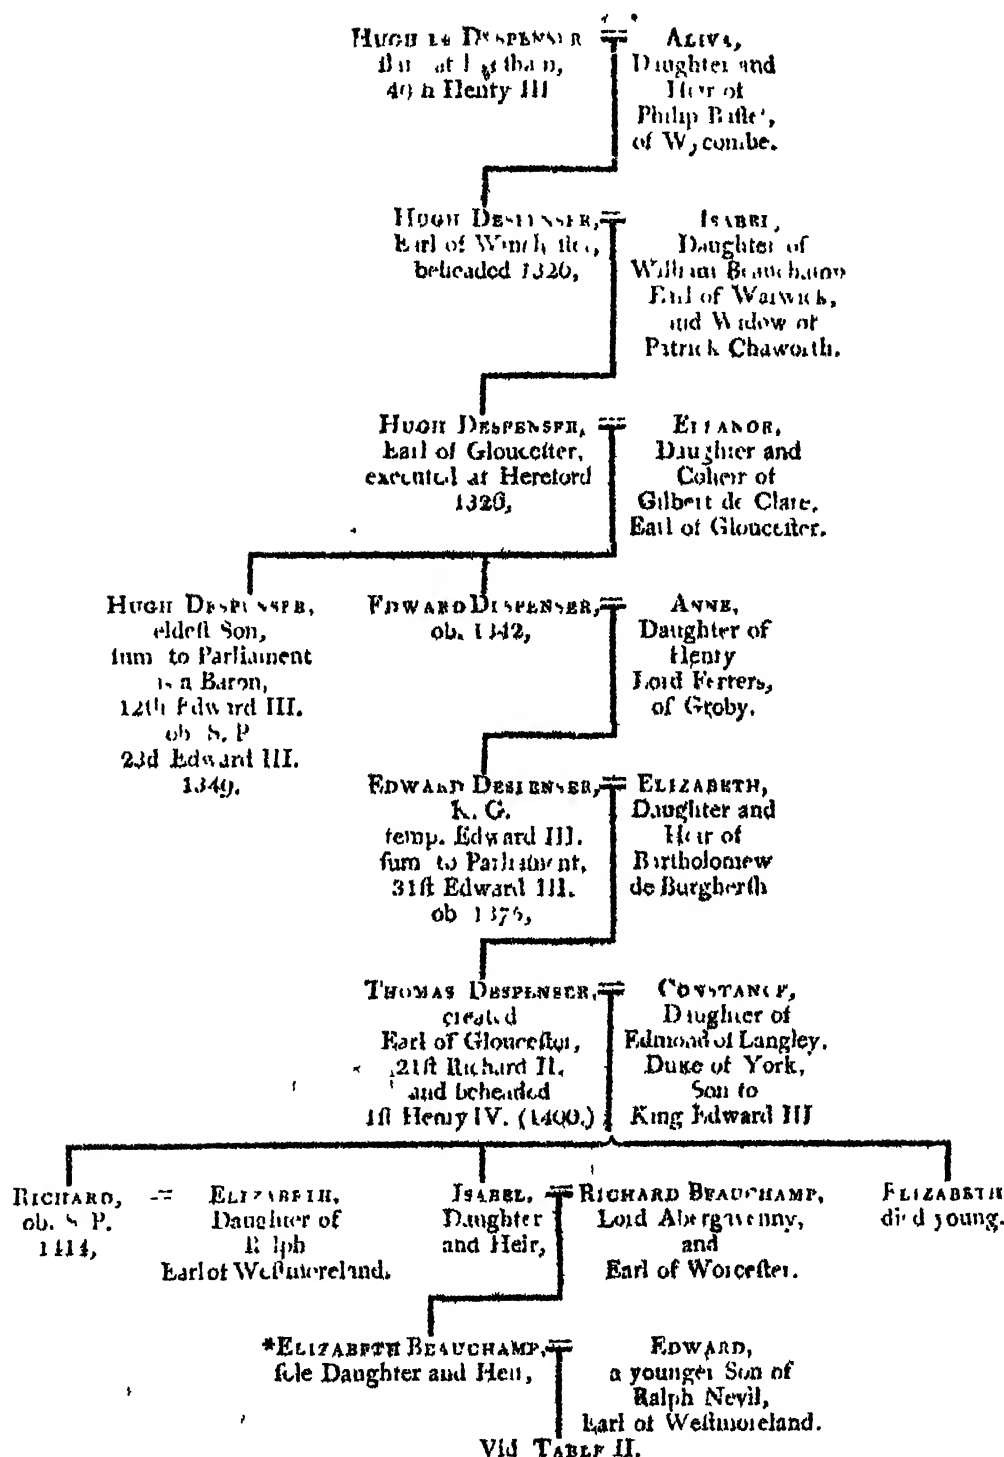 HUGH le DESPENSER = ALIVA,
Daughter and
Heir of
Philip
of Wycombe.
49th Henry III
HUGH DESPENSER, = ISABEL,
Earl of
beheaded 1326,
Daughter of
William Beauchamp
Earl of Warwick,
and Widow of
Patrick Chaworth.
HUGH DESPENSER, = ELEANOR,
Earl of Glouceſter,
executed at Hereford
1326,
Daughter and
Coheir of
Gilbert de Clare,
Earl of Glouceſter.
HUGH DESPENSER,
eldeſt Son,
ſum to Parliament
as a Baron,
12th Edward III.
ob S. P
23d Edward III.
1349.
EDWARD DESPENSER, = ANNE,
ob. 1342,
Daughter of
Henry
Lord Ferrers,
of Groby.
EDWARD DESPENSER, = ELIZABETH,
K. G.
temp. Edward III.
ſum to Parliament,
31ſt Edward III.
ob 1375,
Daughter and
Heir of
Bartholomew
de Burgherſh
THOMAS DESPENSER, = CONSTANCE,
created
Earl of Glouceſter,
21ſt Richard II.
and beheaded
1ſt Henry IV. (1400.)
Daughter of
Edmond of Langley,
Duke of York,
Son to
King Edward III
RICHARD, = ELIZABETH,
ob. S P.
1414,
Daughter of
Ralph
Earl of Weſtmoreland.
ISABEL, = RICHARD BEAUCHAMP,
Daughter
and Heir,
Lord Abergavenny,
and
Earl of Worceſter.
ELIZABETH
died young.
*ELIZABETH BEAUCHAMP, = EDWARD,
ſole Daughter and Heir,
a younger Son of
Ralph Nevil,
Earl of Weſtmoreland.
Vid TABLE II.